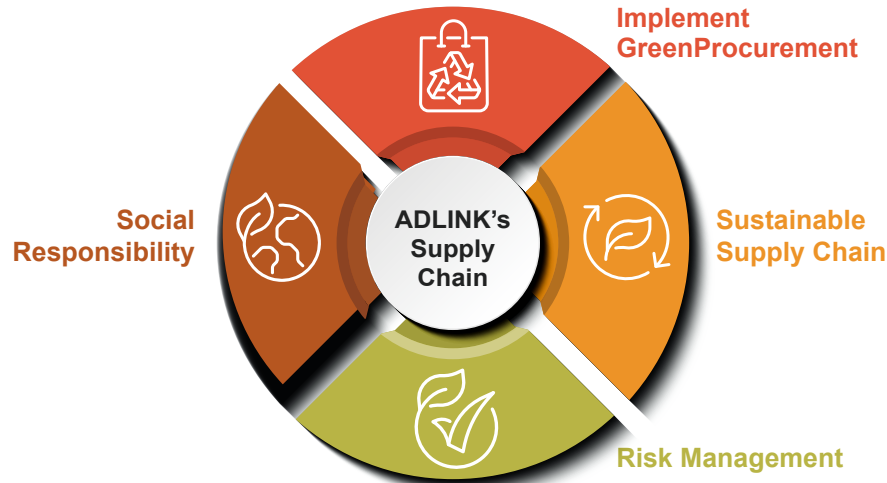 Implement
GreenProcurement
Social
Responsibility
ADLINK's
Supply
Chain
Sustainable
Supply Chain
Risk Management